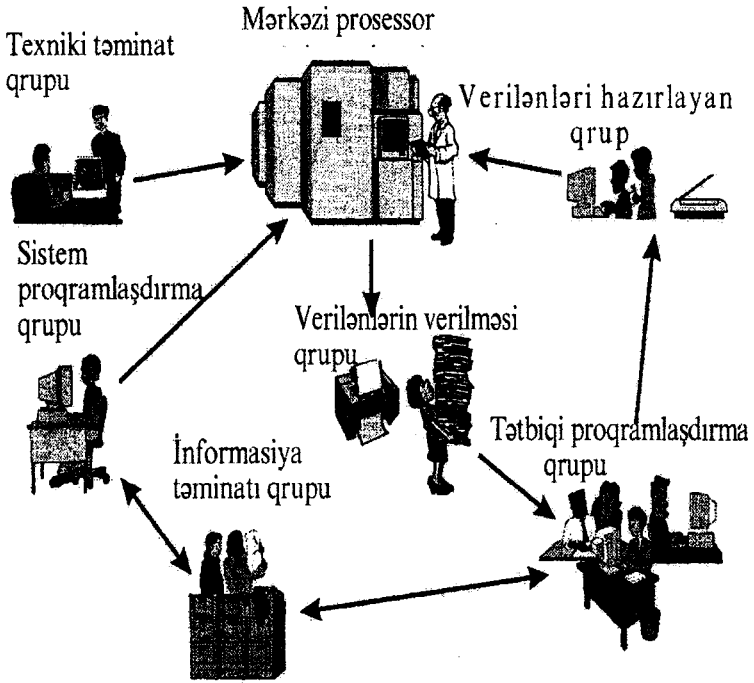 Mərkəzi prosessor
Texniki təminat
qrupu
Verilənləri hazırlayan
qrup
Sistem
proqramlaşdırma
qrupu
Verilənlərin verilməsi
qrupu
Tətbiqi proqramlaşdırma
qrupu
İnformasiya
təminatı qrupu